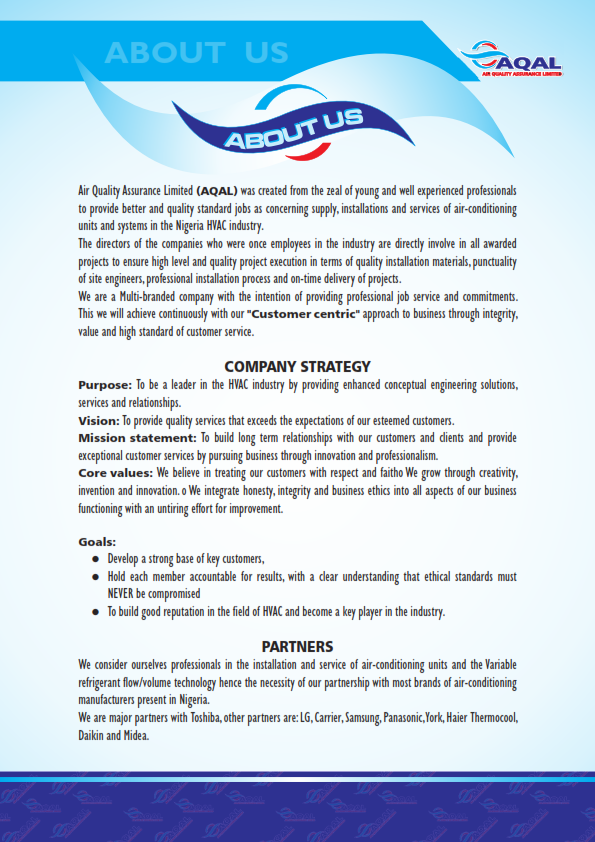 ABOUT US
AQAL
AIR QUALITY ASSURANCE LIMITED
ABOUT US
Air Quality Assurance Limited (AQAL) was created from the zeal of young and well experienced professionals
to provide better and quality standard jobs as concerning supply, installations and services of air-conditioning
units and systems in the Nigeria HVAC industry.
The directors of the companies who were once employees in the industry are directly involve in all awarded
projects to ensure high level and quality project execution in terms of quality installation materials, punctuality
of site engineers, professional installation process and on-time delivery of projects.
We are a Multi-branded company with the intention of providing professional job service and commitments.
This we will achieve continuously with our "Customer centric" approach to business through integrity,
value and high standard of customer service.
COMPANY STRATEGY
Purpose: To be a leader in the HVAC industry by providing enhanced conceptual engineering solutions,
services and relationships.
Vision: To provide quality services that exceeds the expectations of our esteemed customers.
Mission statement: To build long term relationships with our customers and clients and provide
exceptional customer services by pursuing business through innovation and professionalism.
Core values: We believe in treating our customers with respect and faitho We grow through creativity,
invention and innovation. o We integrate honesty, integrity and business ethics into all aspects of our business
functioning with an untiring effort for improvement.
Goals:
● Develop a strong base of key customers,
● Hold each member accountable for results, with a clear understanding that ethical standards must
NEVER be compromised
● To build good reputation in the field of HVAC and become a key player in the industry.
PARTNERS
We consider ourselves professionals in the installation and service of air-conditioning units and the Variable
refrigerant flow/volume technology hence the necessity of our partnership with most brands of air-conditioning
manufacturers present in Nigeria.
We are major partners with Toshiba, other partners are: LG, Carrier, Samsung, Panasonic,York, Haier Thermocool,
Daikin and Midea.